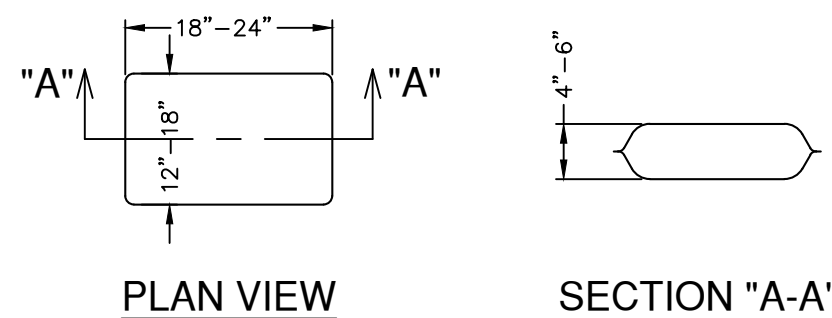 18”–24”
"A" "A"
12”–18”
4”–6”
PLAN VIEW
SECTION "A-A'